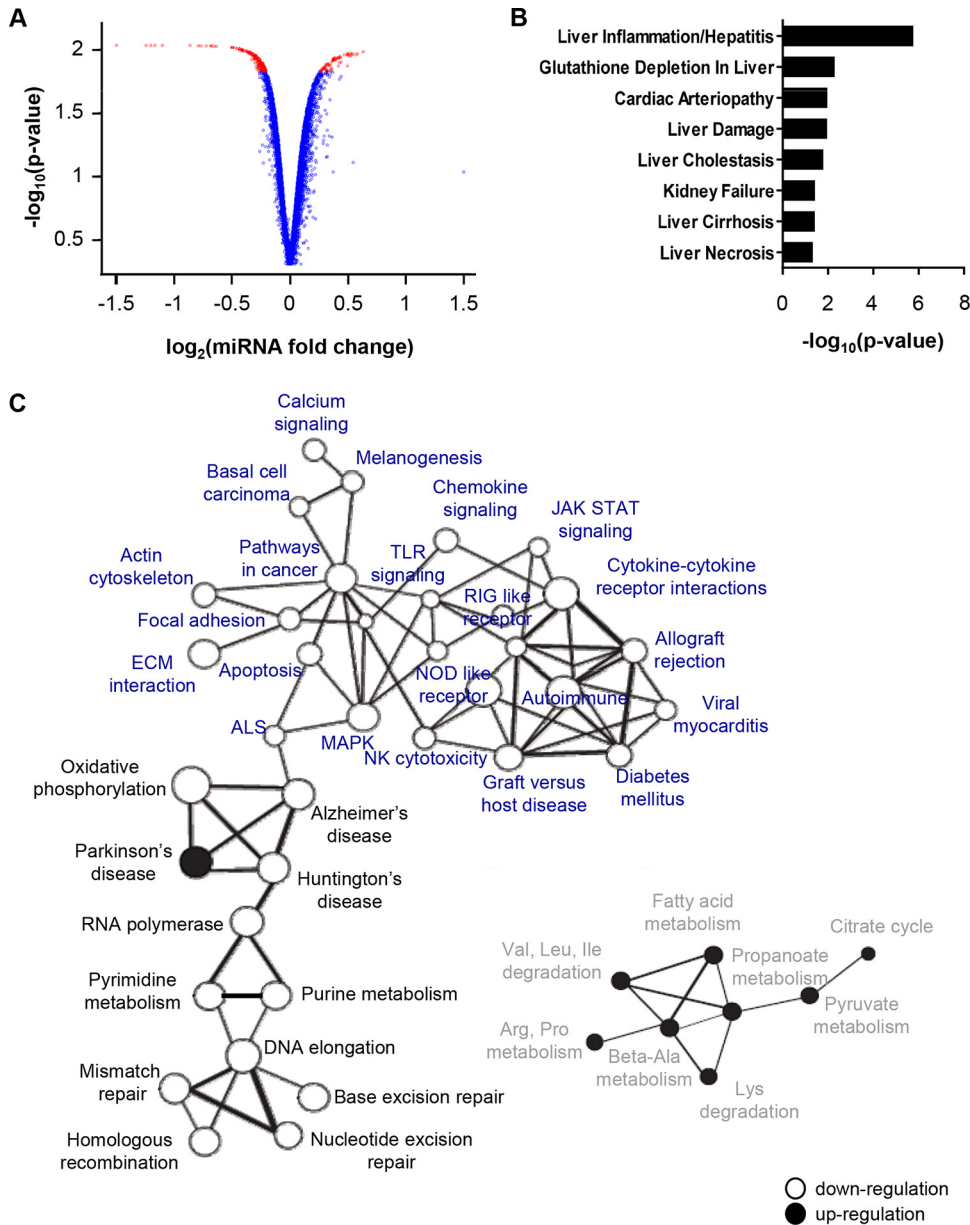 A
-log10(p-value)
2
1.5
1
0.5
-1.5
-1
-0.5
0
0.5
1
1.5
log2(miRNA fold change)
B
Liver Inflammation/Hepatitis
Glutathione Depletion In Liver
Cardiac Arteriopathy
Liver Damage
Liver Cholestasis
Kidney Failure
Liver Cirrhosis
Liver Necrosis
0
2
4
6
8
-log10(p-value)
C
Calcium
signaling
Melanogenesis
Basal cell
carcinoma
Chemokine
signaling
JAK STAT
signaling
Pathways
in cancer
TLR
signaling
Actin
cytoskeleton
Cytokine-cytokine
receptor interactions
RIG like
receptor
Focal adhesion
Allograft
rejection
ECM
interaction
Apoptosis
NOD like
receptor
Autoimmune
Viral
myocarditis
ALS
MAPK
NK cytotoxicity
Graft versus
host disease
Diabetes
mellitus
Oxidative
phosphorylation
Alzheimer's
disease
Parkinson's
disease
Huntington's
disease
RNA polymerase
Pyrimidine
metabolism
Purine metabolism
DNA elongation
Mismatch
repair
Base excision repair
Homologous
recombination
Nucleotide excision
repair
Fatty acid
metabolism
Citrate cycle
Val, Leu, Ile
degradation
Propanoate
metabolism
Pyruvate
metabolism
Arg, Pro
metabolism
Beta-Ala
metabolism
Lys
degradation
down-regulation
up-regulation